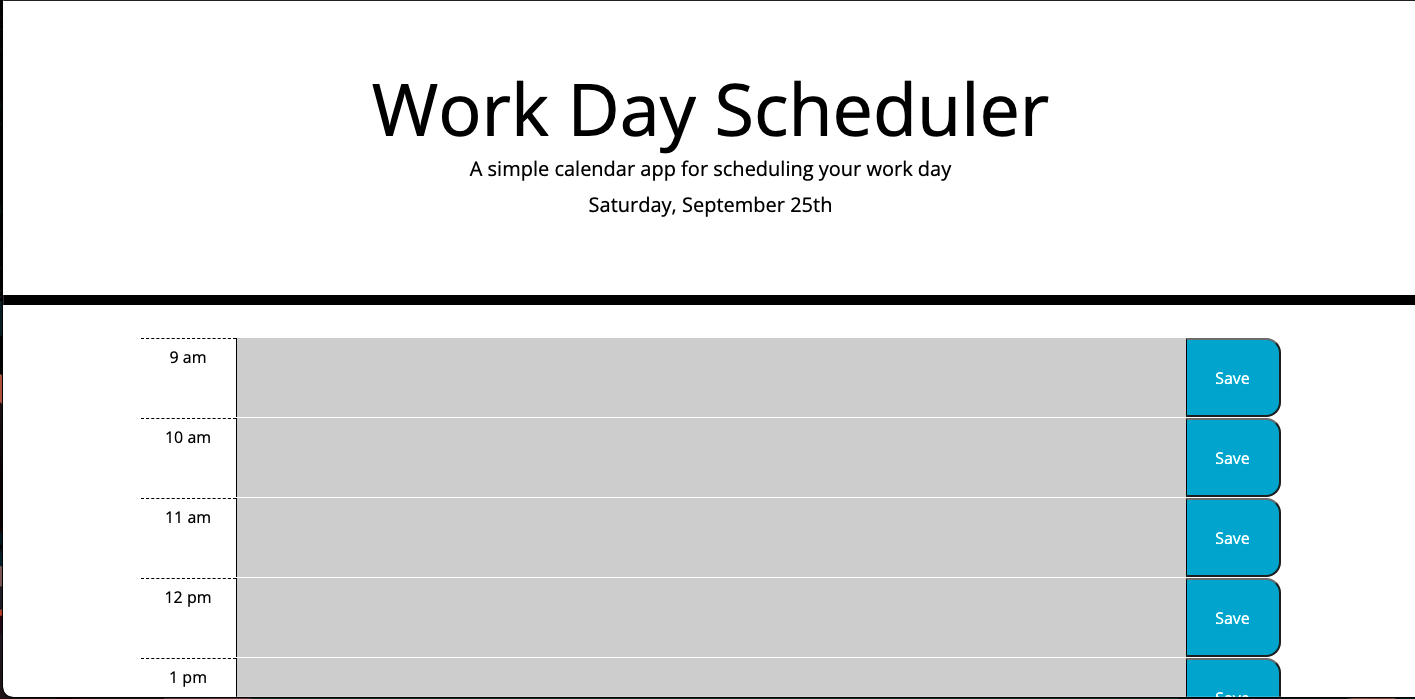 Work Day Scheduler
A simple calendar app for scheduling your work day
Saturday, September 25th
9 am
Save
10 am
Save
11 am
Save
12 pm
Save
1 pm
Save